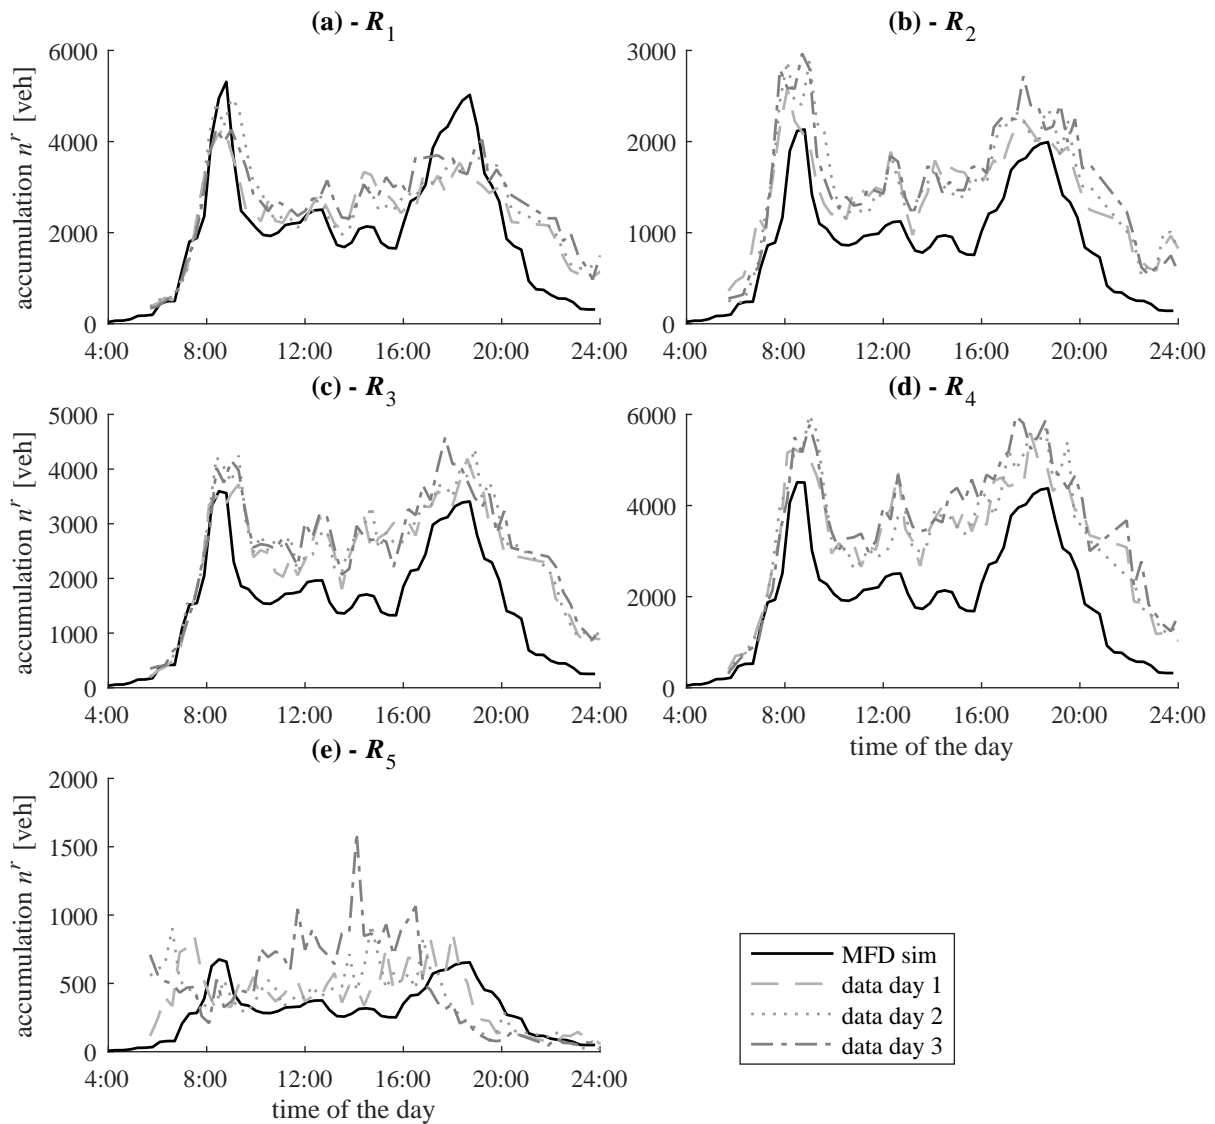 (a) - R1
accumulation n^r [veh]
6000
4000
2000
0
4:00 8:00 12:00 16:00 20:00 24:00
(b) - R2
3000
2000
1000
0
4:00 8:00 12:00 16:00 20:00 24:00
(c) - R3
accumulation n^r [veh]
5000
4000
3000
2000
1000
0
4:00 8:00 12:00 16:00 20:00 24:00
(d) - R4
6000
4000
2000
0
4:00 8:00 12:00 16:00 20:00 24:00
time of the day
(e) - R5
accumulation n^r [veh]
2000
1500
1000
500
0
4:00 8:00 12:00 16:00 20:00 24:00
time of the day
MFD sim
data day 1
data day 2
data day 3